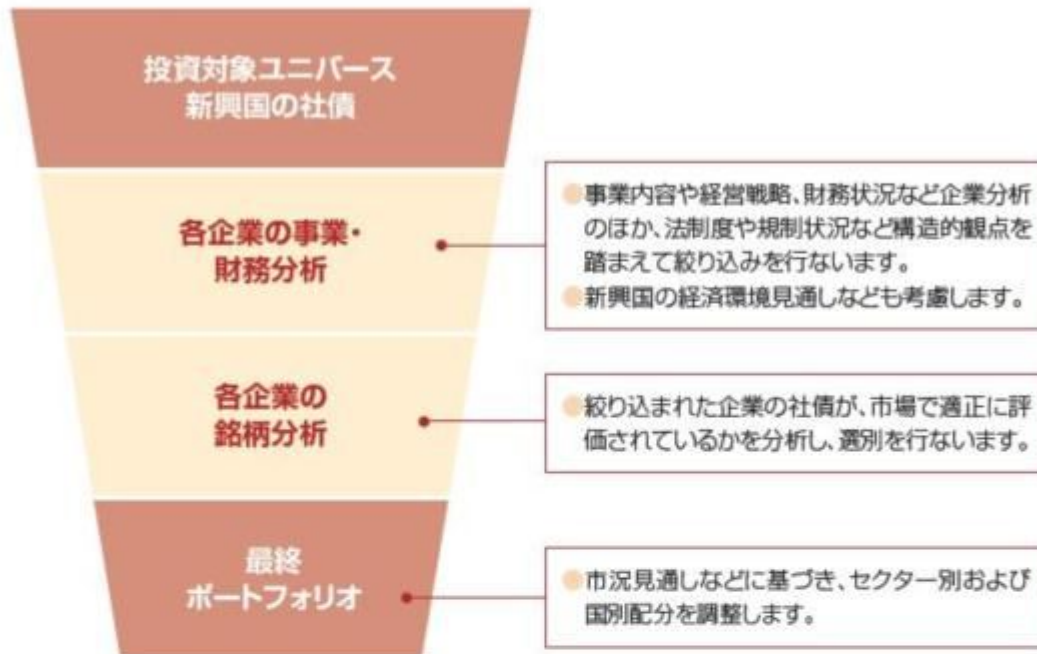 投資対象ユニバース
新興国の社債
各企業の事業・
財務分析
●事業内容や経営戦略、財務状況など企業分析
のほか、法制度や規制状況など構造的観点を
踏まえて絞り込みを行ないます。
●新興国の経済環境見通しなども考慮します。
各企業の
銘柄分析
●絞り込まれた企業の社債が、市場で適正に評
価されているかを分析し、選別を行ないます。
最終
ポートフォリオ
●市況見通しなどに基づき、セクター別および
国別配分を調整します。